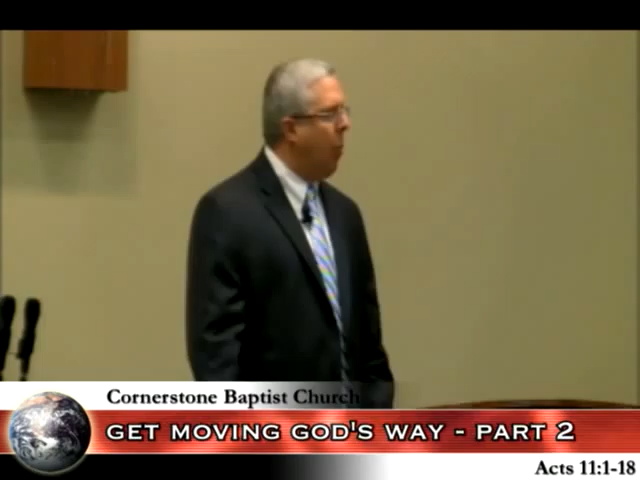 Cornerstone Baptist Church
GET MOVING GOD'S WAY - PART 2
Acts 11:1-18